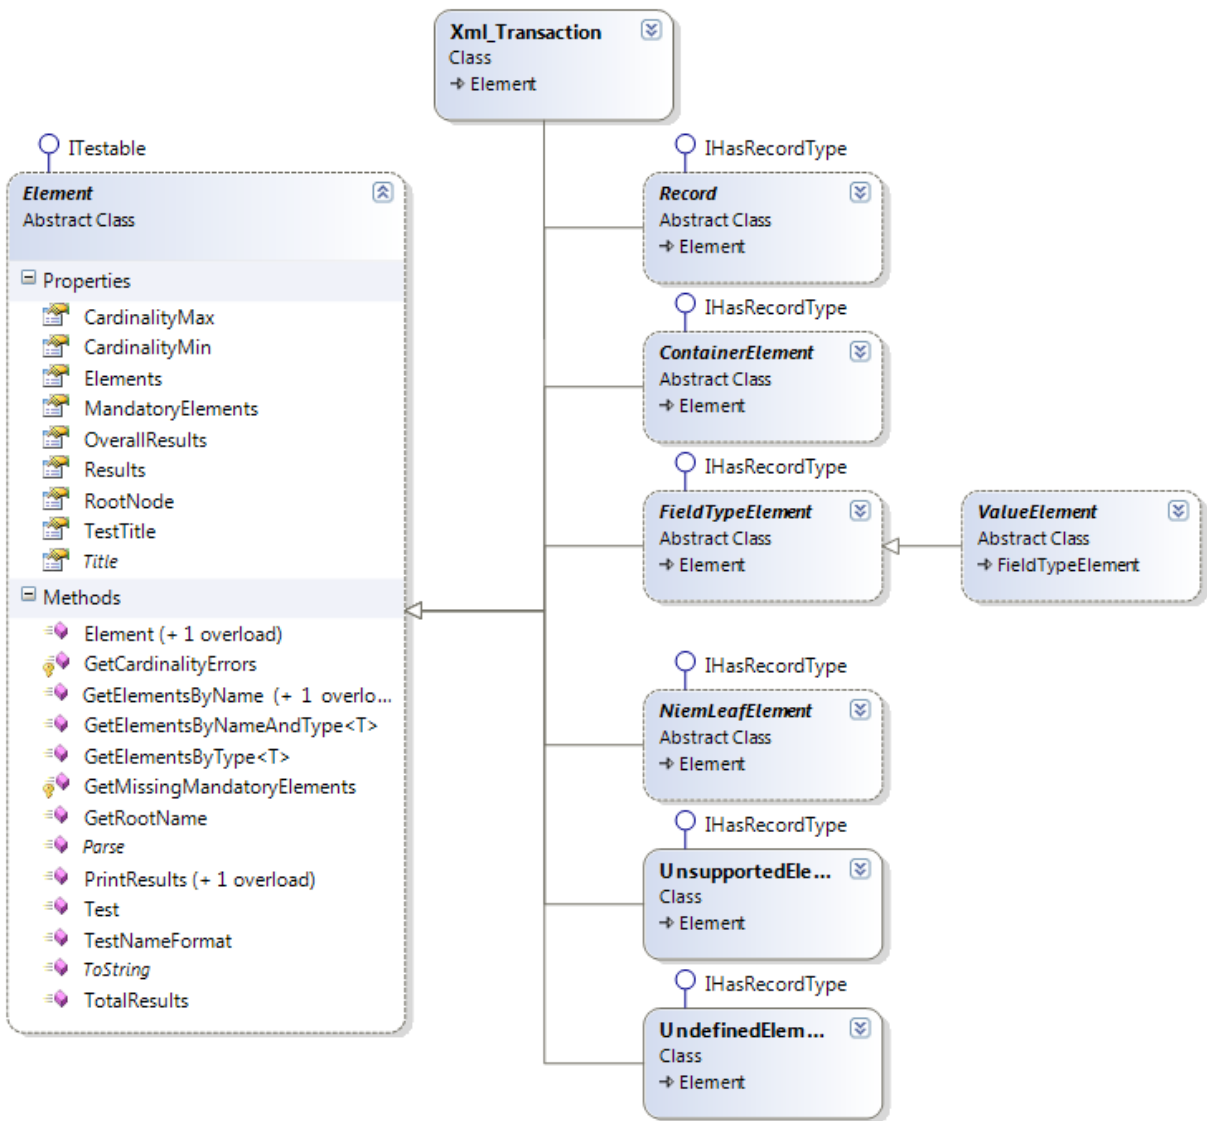 Xml_Transaction
Class
Element
ITestable
Element
Abstract Class
Properties
CardinalityMax
CardinalityMin
Elements
MandatoryElements
OverallResults
Results
RootNode
TestTitle
Title
Methods
Element (+ 1 overload)
GetCardinalityErrors
GetElementsByName (+ 1 overlo...
GetElementsByNameAndType<T>
GetElementsByType<T>
GetMissingMandatoryElements
GetRootName
Parse
PrintResults (+ 1 overload)
Test
TestNameFormat
ToString
TotalResults
IHasRecordType
Record
Abstract Class
Element
IHasRecordType
ContainerElement
Abstract Class
Element
IHasRecordType
FieldTypeElement
Abstract Class
Element
ValueElement
Abstract Class
FieldTypeElement
IHasRecordType
NiemLeafElement
Abstract Class
Element
IHasRecordType
UnsupportedEle...
Class
Element
IHasRecordType
UndefinedElem...
Class
Element